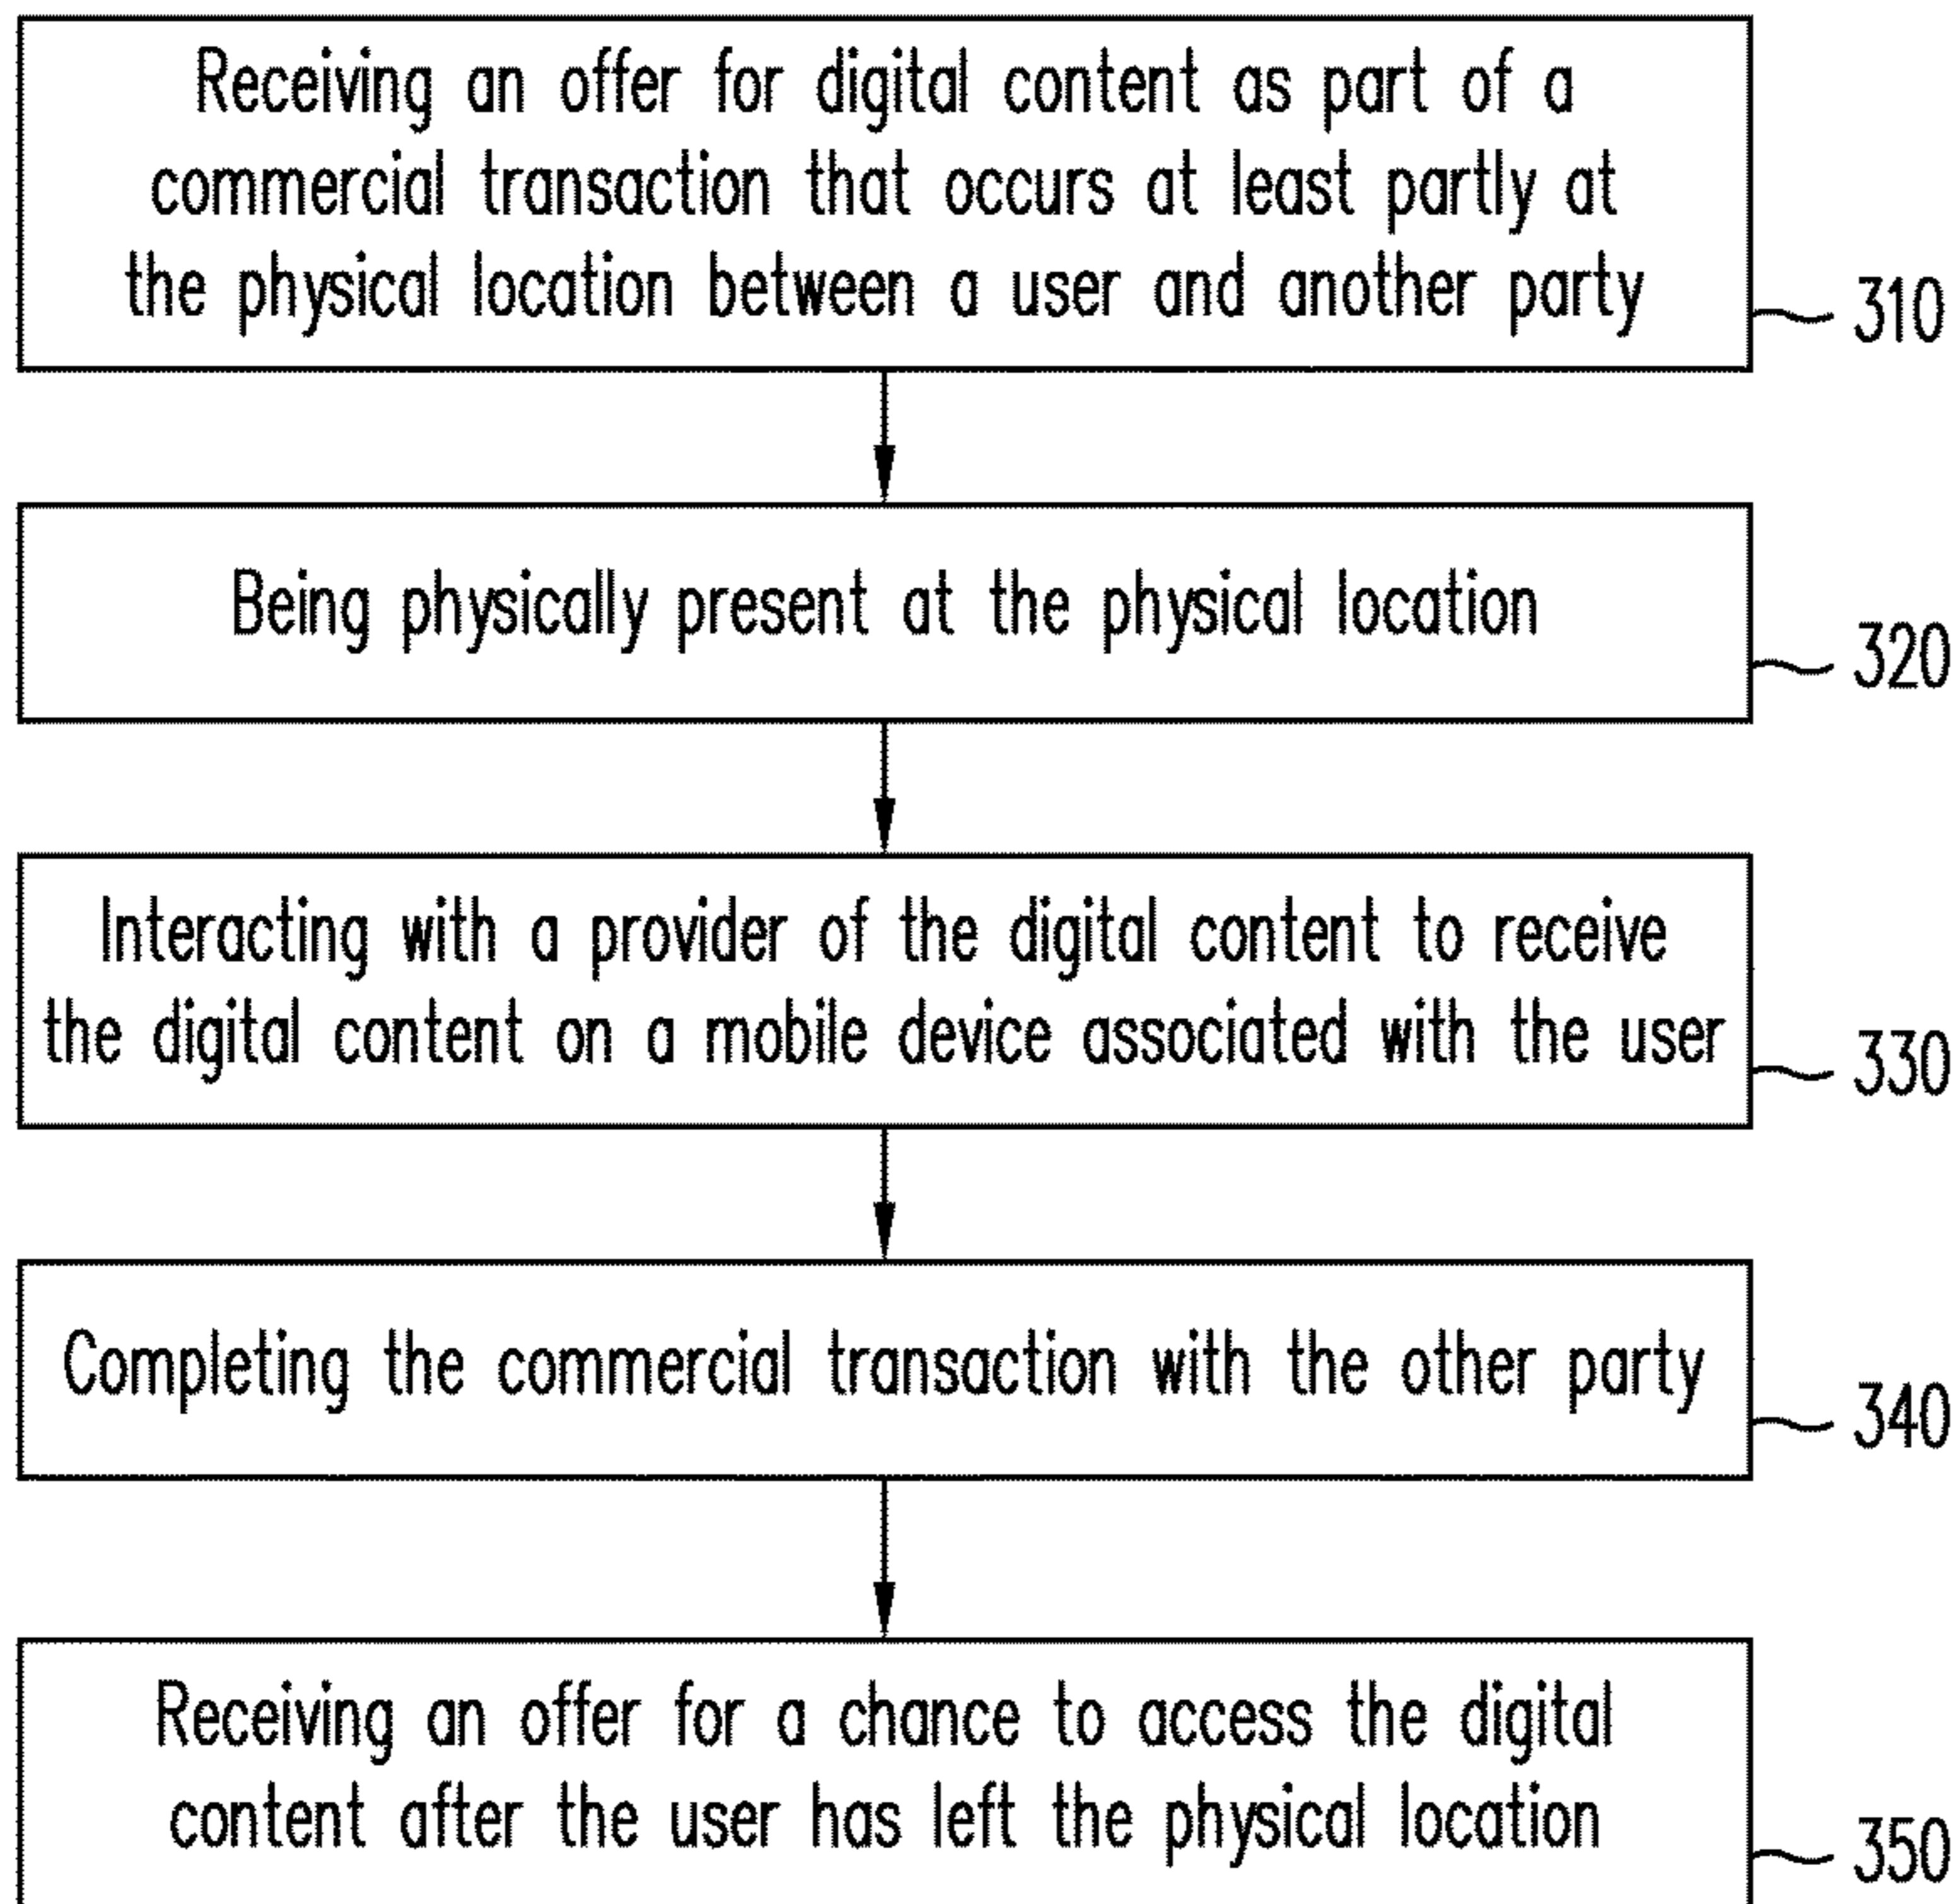 Receiving an offer for digital content as part of a
commercial transaction that occurs at least partly at
the physical location between a user and another party
310
Being physically present at the physical location
320
Interacting with a provider of the digital content to receive
the digital content on a mobile device associated with the user
330
Completing the commercial transaction with the other party
340
Receiving an offer for a chance to access the digital
content after the user has left the physical location
350